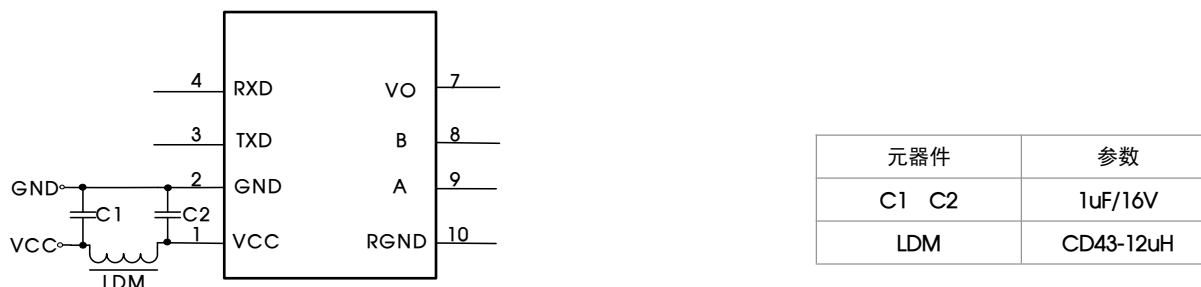 4 RXD VO 7
3 TXD B 8
GND 2 GND A 9
C1 C2
VCC 1 VCC RGND 10
LDM
元器件 参数
C1 C2 1uF/16V
LDM CD43-12uH